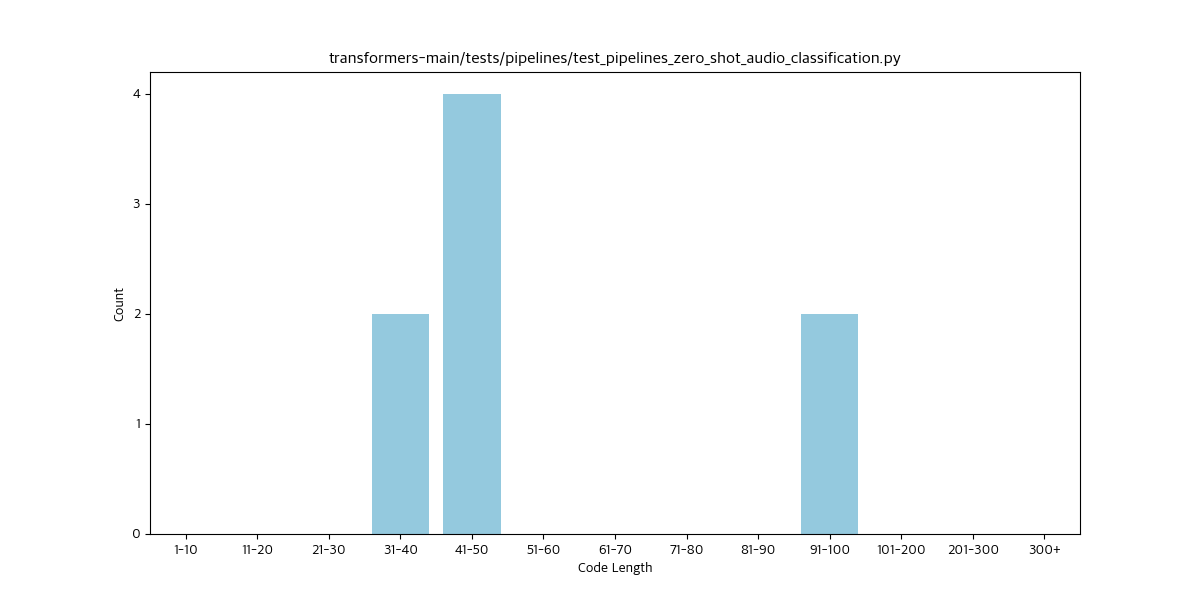 transformers-main/tests/pipelines/test_pipelines_zero_shot_audio_classification.py
4
3
2
1
0
Count
1-10 11-20 21-30 31-40 41-50 51-60 61-70 71-80 81-90 91-100 101-200 201-300 300+
Code Length